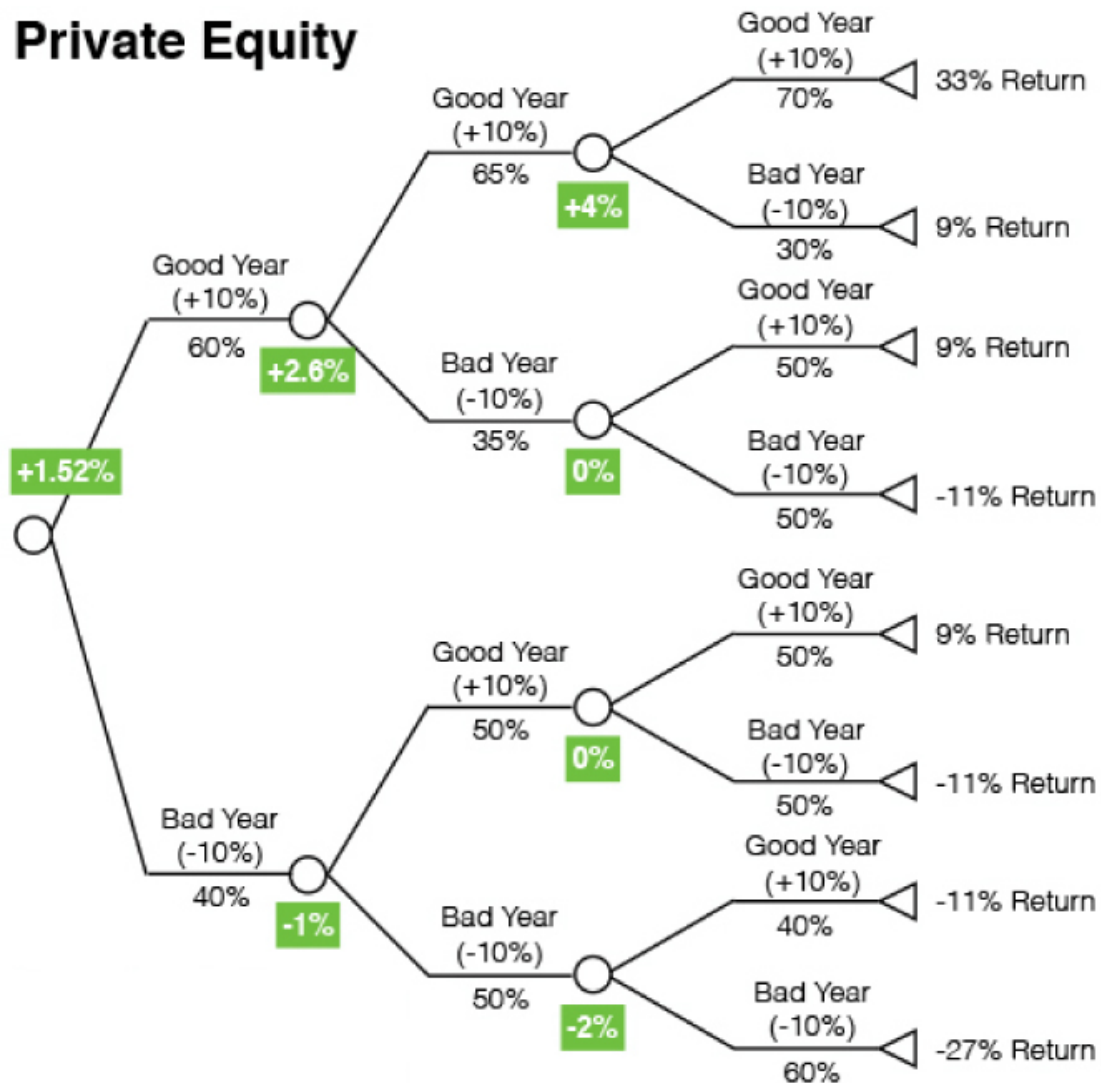 Private Equity
Good Year
(+10%)
70%
33% Return
Good Year
(+10%)
65%
+4%
Bad Year
(-10%)
30%
9% Return
Good Year
(+10%)
60%
+2.6%
Good Year
(+10%)
50%
9% Return
Bad Year
(-10%)
35%
0%
Bad Year
(-10%)
50%
-11% Return
+1.52%
Good Year
(+10%)
50%
9% Return
Good Year
(+10%)
50%
0%
Bad Year
(-10%)
50%
-11% Return
Bad Year
(-10%)
40%
-1%
Good Year
(+10%)
40%
-11% Return
Bad Year
(-10%)
50%
-2%
Bad Year
(-10%)
60%
-27% Return